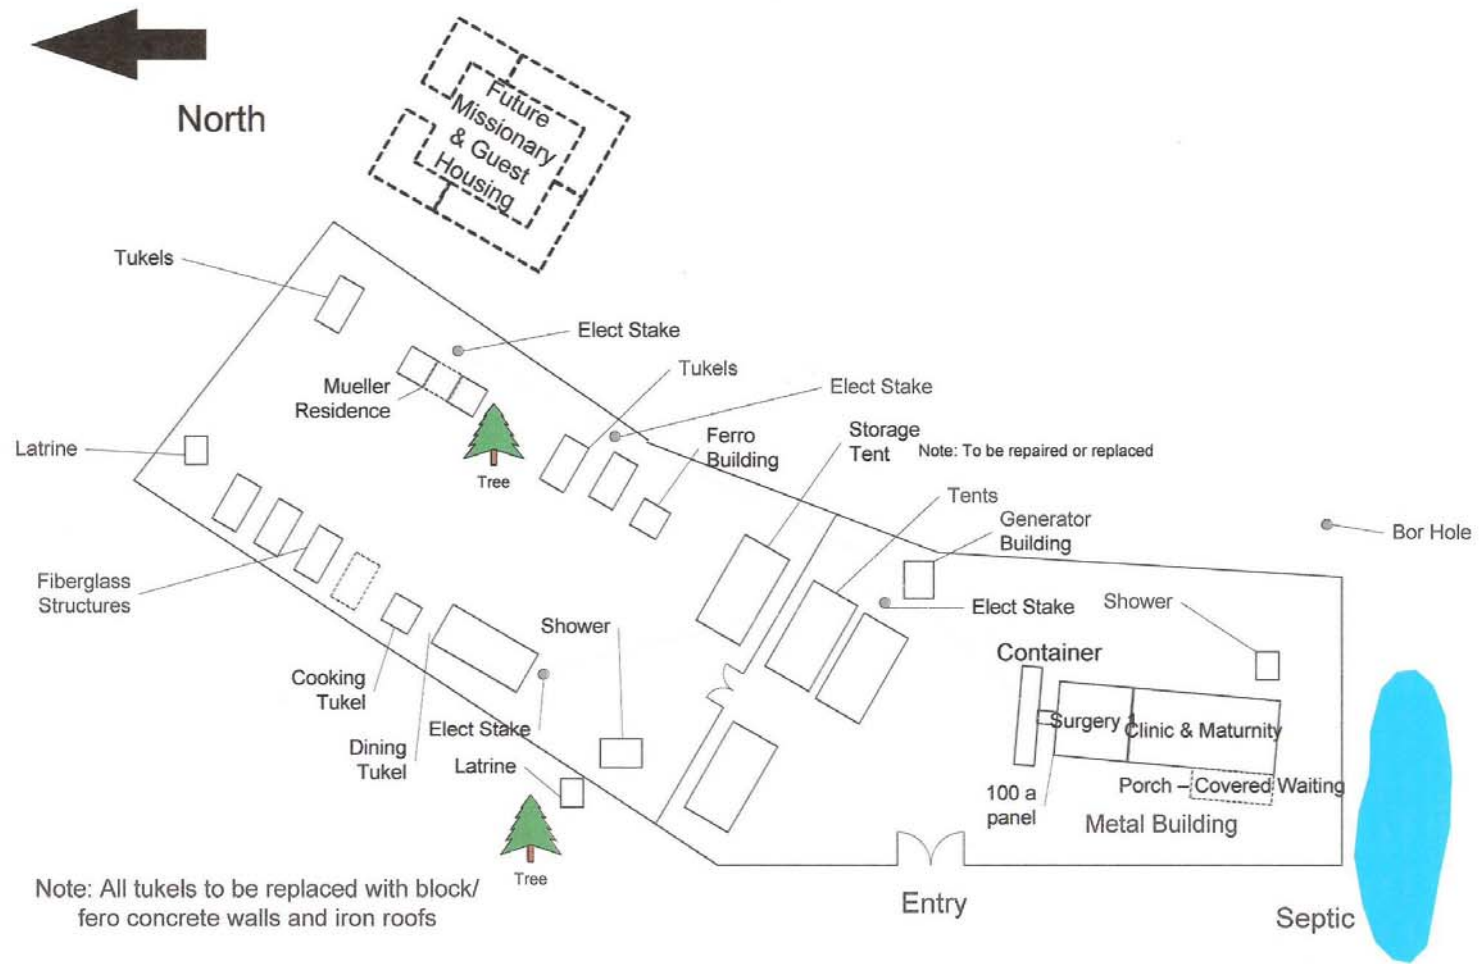 North
Future
Missionary
& Guest
Housing
Tukels
Elect Stake
Tukels
Mueller
Residence
Elect Stake
Latrine
Tree
Ferro
Building
Storage
Tent
Note: To be repaired or replaced
Tents
Generator
Building
Bor Hole
Fiberglass
Structures
Elect Stake
Shower
Shower
Container
Cooking
Tukel
Elect Stake
Surgery 1
Clinic & Maternity
Dining
Tukel
Latrine
100 a
panel
Porch – Covered Waiting
Metal Building
Tree
Note: All tukels to be replaced with block/
fero concrete walls and iron roofs
Entry
Septic